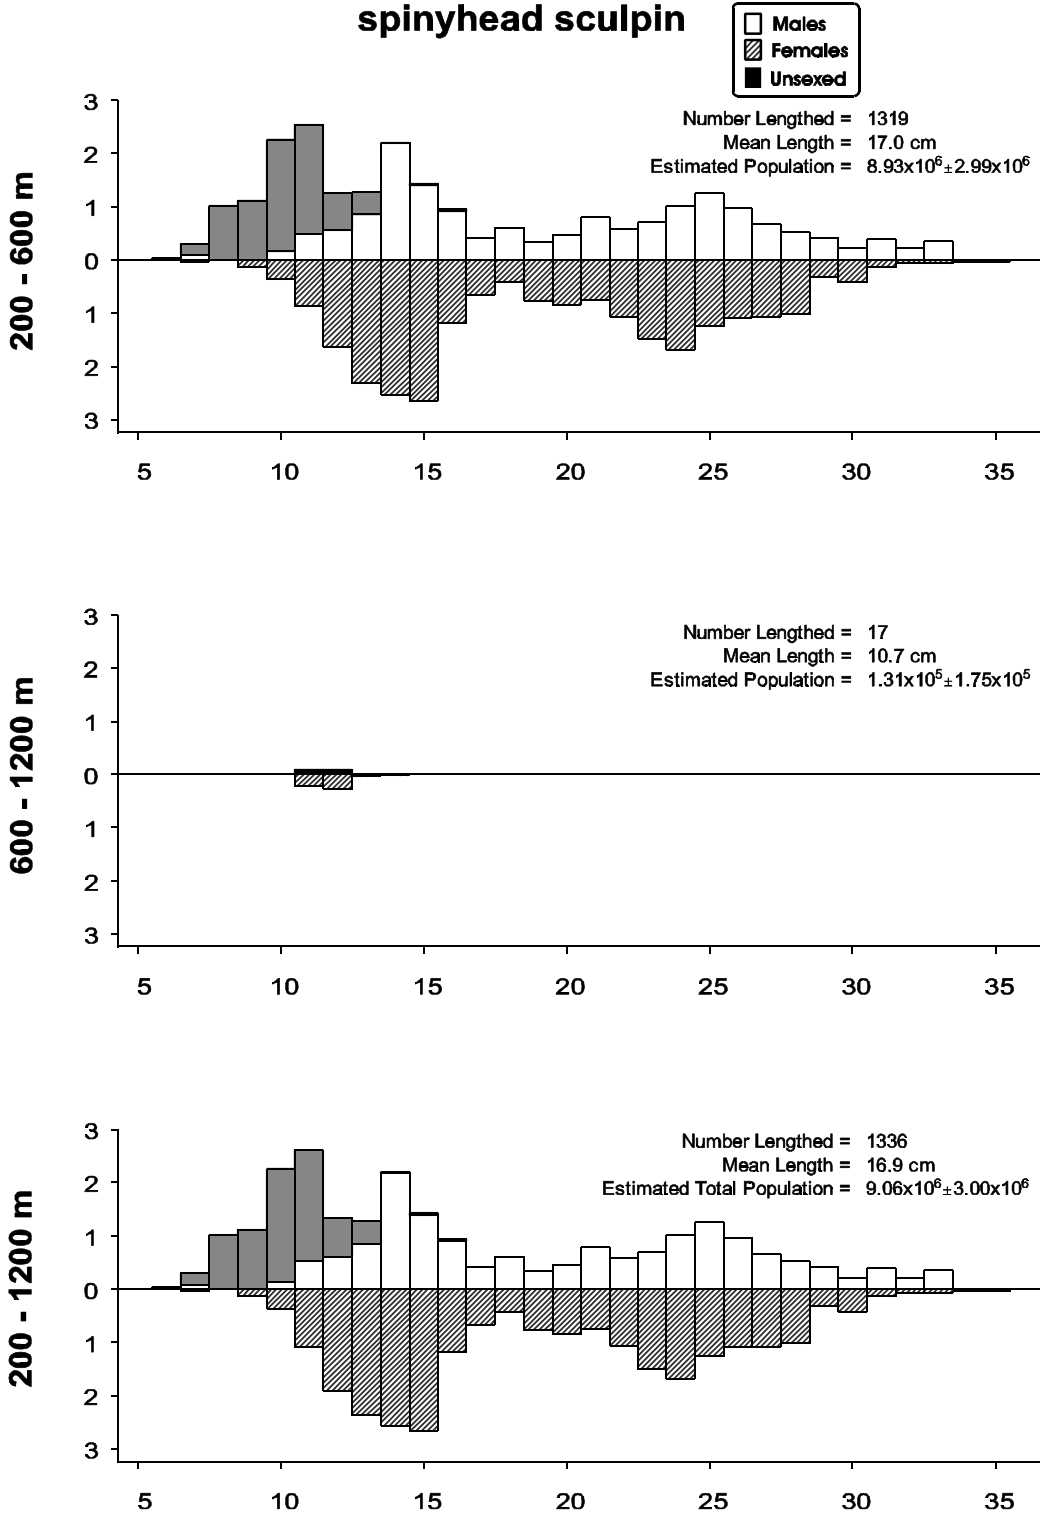 spinyhead sculpin
Males
Females
Unsexed
200 - 600 m
Number Lengthed = 1319
Mean Length = 17.0 cm
Estimated Population = 8.93x10⁶±2.99x10⁶
3
2
1
0
1
2
3
5 10 15 20 25 30 35
600 - 1200 m
Number Lengthed = 17
Mean Length = 10.7 cm
Estimated Population = 1.31x10⁵±1.75x10⁵
3
2
1
0
1
2
3
5 10 15 20 25 30 35
200 - 1200 m
Number Lengthed = 1336
Mean Length = 16.9 cm
Estimated Total Population = 9.06x10⁶±3.00x10⁶
3
2
1
0
1
2
3
5 10 15 20 25 30 35